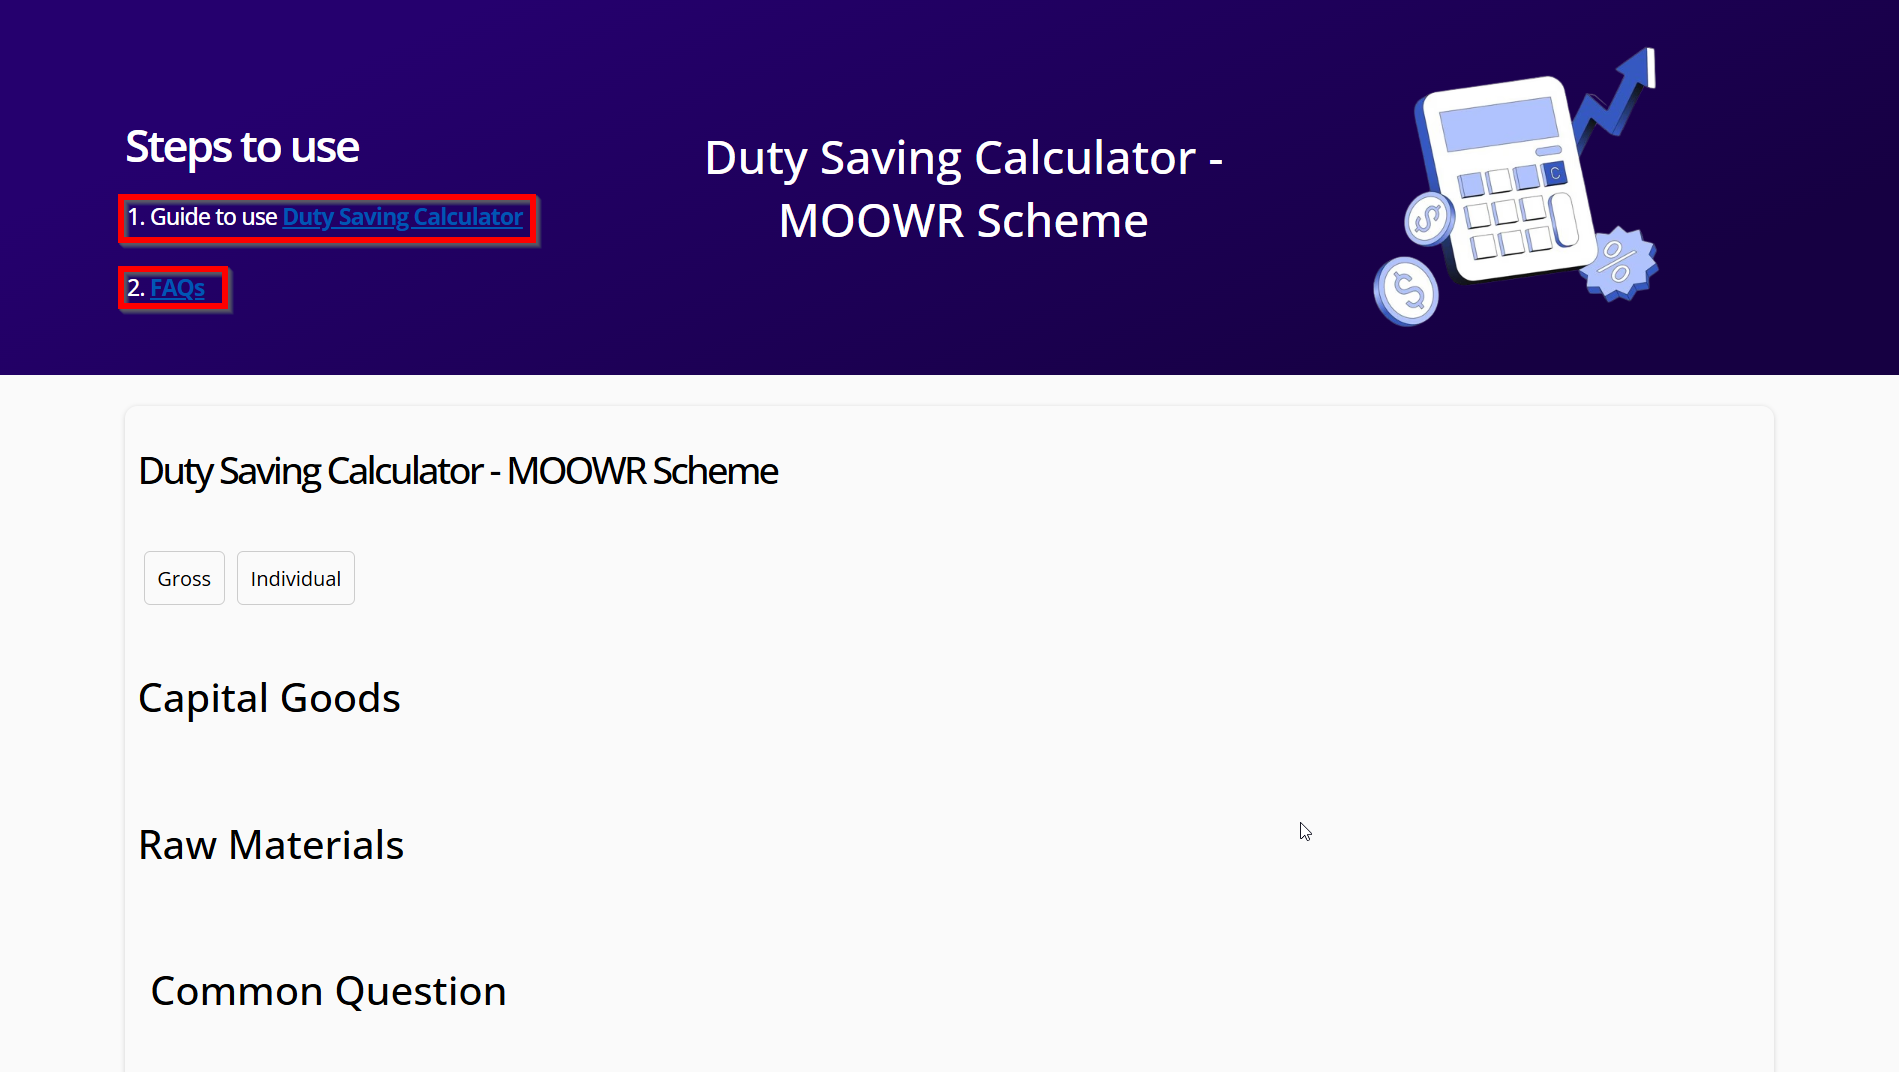 Steps to use
1. Guide to use Duty Saving Calculator
2. FAQs
Duty Saving Calculator -
MOOWR Scheme
C
$
$
%
Duty Saving Calculator - MOOWR Scheme
Gross
Individual
Capital Goods
Raw Materials
Common Question